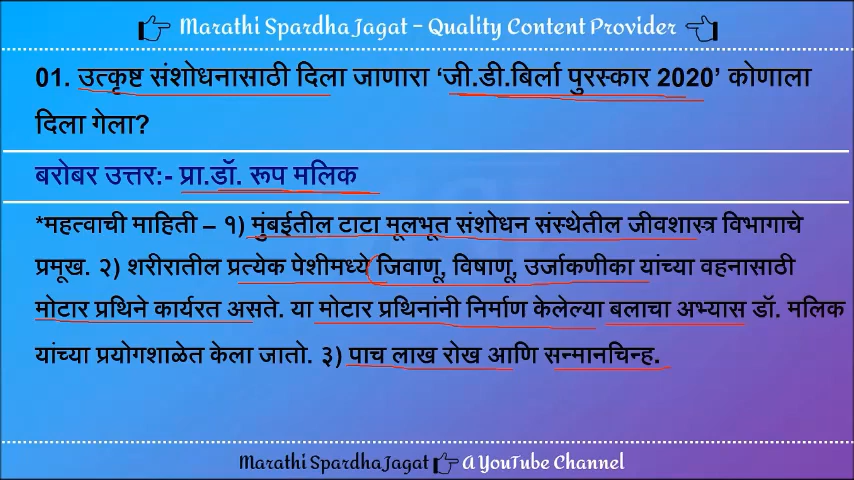 Marathi Spardha Jagat - Quality Content Provider
01. उत्कृष्ट संशोधनासाठी दिला जाणारा ‘जी.डी.बिर्ला पुरस्कार 2020’ कोणाला
दिला गेला?
बरोबर उत्तर:- प्रा.डॉ. रूप मलिक
*महत्वाची माहिती – १) मुंबईतील टाटा मूलभूत संशोधन संस्थेतील जीवशास्त्र विभागाचे
प्रमूख. २) शरीरातील प्रत्येक पेशीमध्ये जिवाणू, विषाणू, उर्जाकणीका यांच्या वहनासाठी
मोटार प्रथिने कार्यरत असते. या मोटार प्रथिनांनी निर्माण केलेल्या बलाचा अभ्यास डॉ. मलिक
यांच्या प्रयोगशाळेत केला जातो. ३) पाच लाख रोख आणि सन्मानचिन्ह.
Marathi Spardha Jagat A YouTube Channel